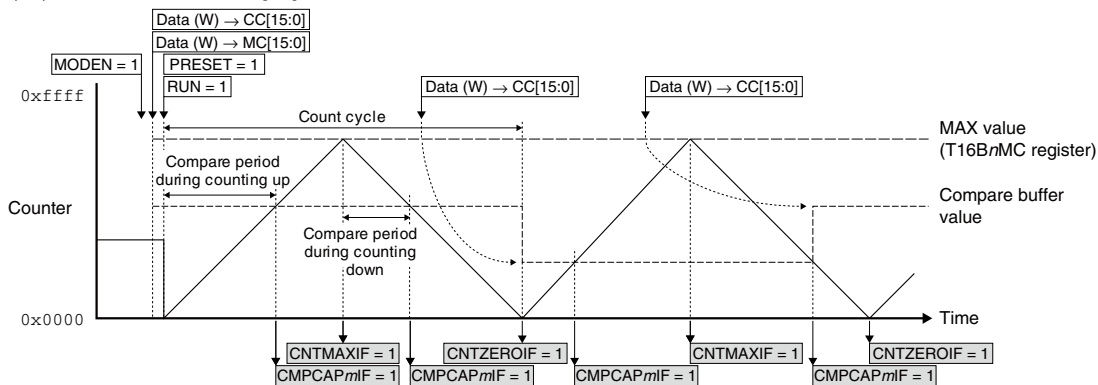 Data (W) → CC[15:0]
Data (W) → MC[15:0]
MODEN = 1
PRESET = 1
RUN = 1
Data (W) → CC[15:0]
Data (W) → CC[15:0]
0xffff
Count cycle
MAX value
(T16BnMC register)
Compare period
during counting up
Compare buffer
value
Counter
Compare period
during counting
down
0x0000
Time
CNTMAXIF = 1
CNTZEROIF = 1
CNTMAXIF = 1
CNTZEROIF = 1
CMPCAPmIF = 1
CMPCAPmIF = 1
CMPCAPmIF = 1
CMPCAPmIF = 1